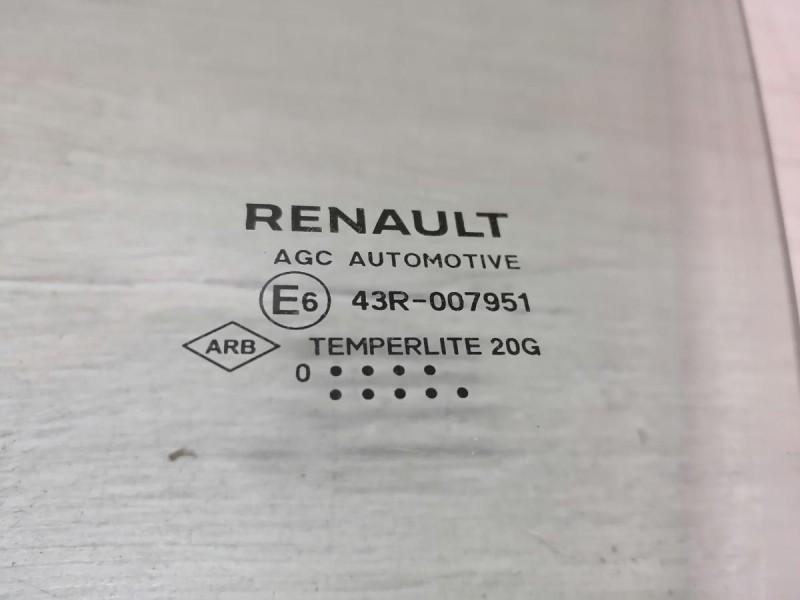 RENAULT
AGC AUTOMOTIVE
E6 43R-007951
ARB TEMPERLITE 20G
0 • • • •
• • • • •